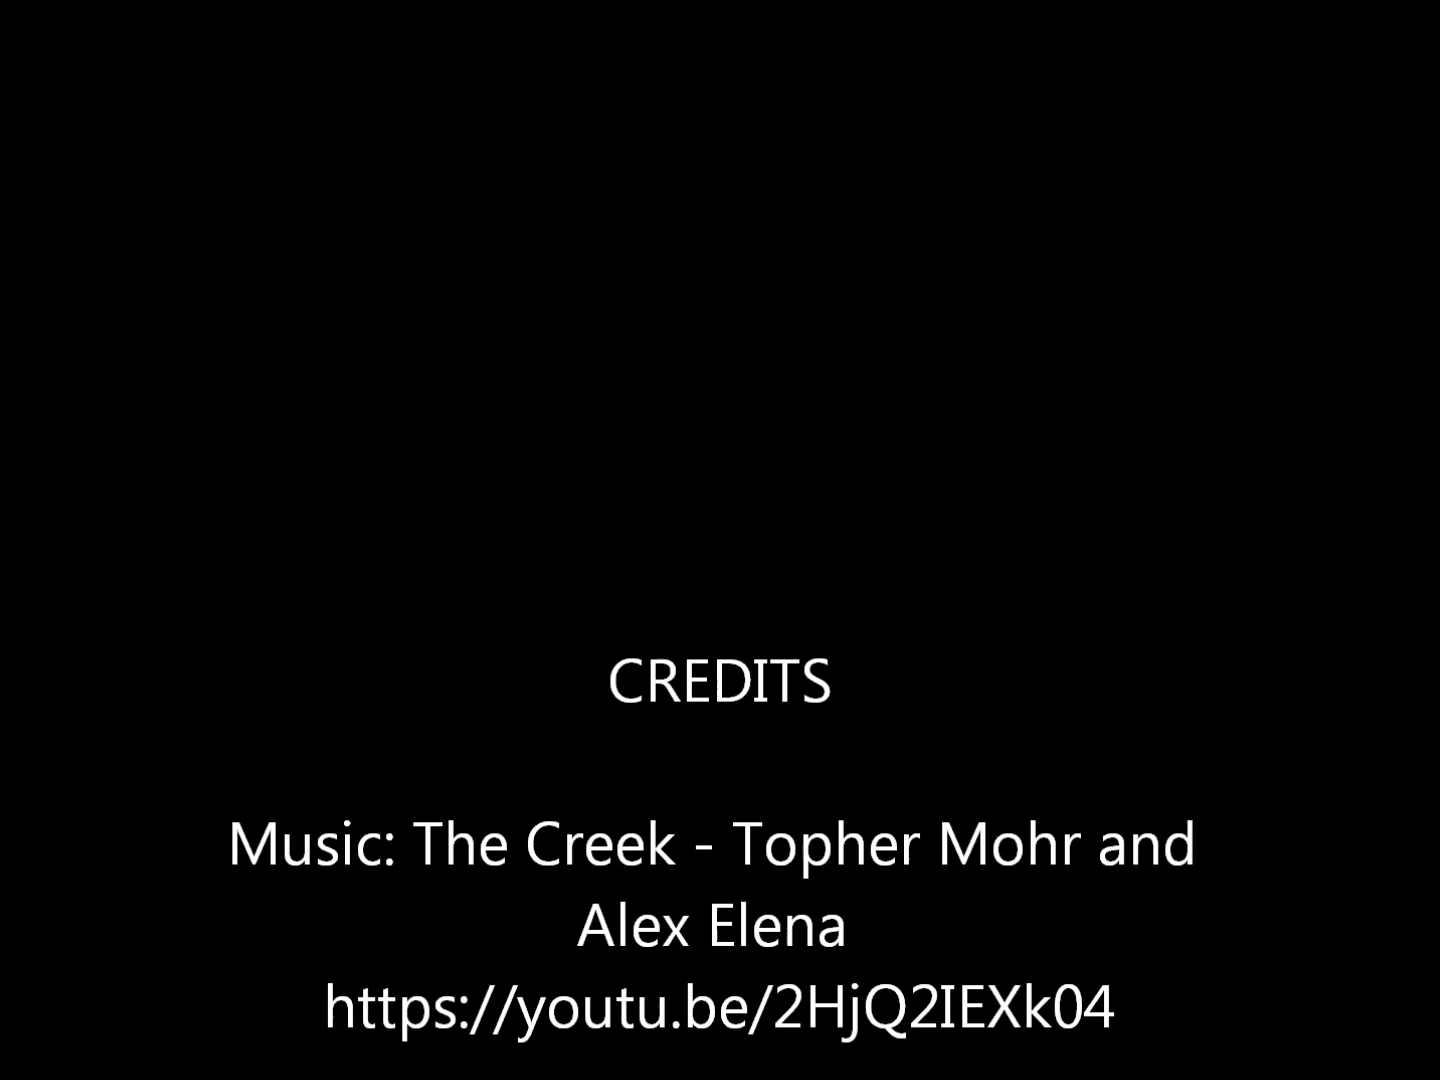 CREDITS
Music: The Creek - Topher Mohr and
Alex Elena
https://youtu.be/2HjQ2IEXk04